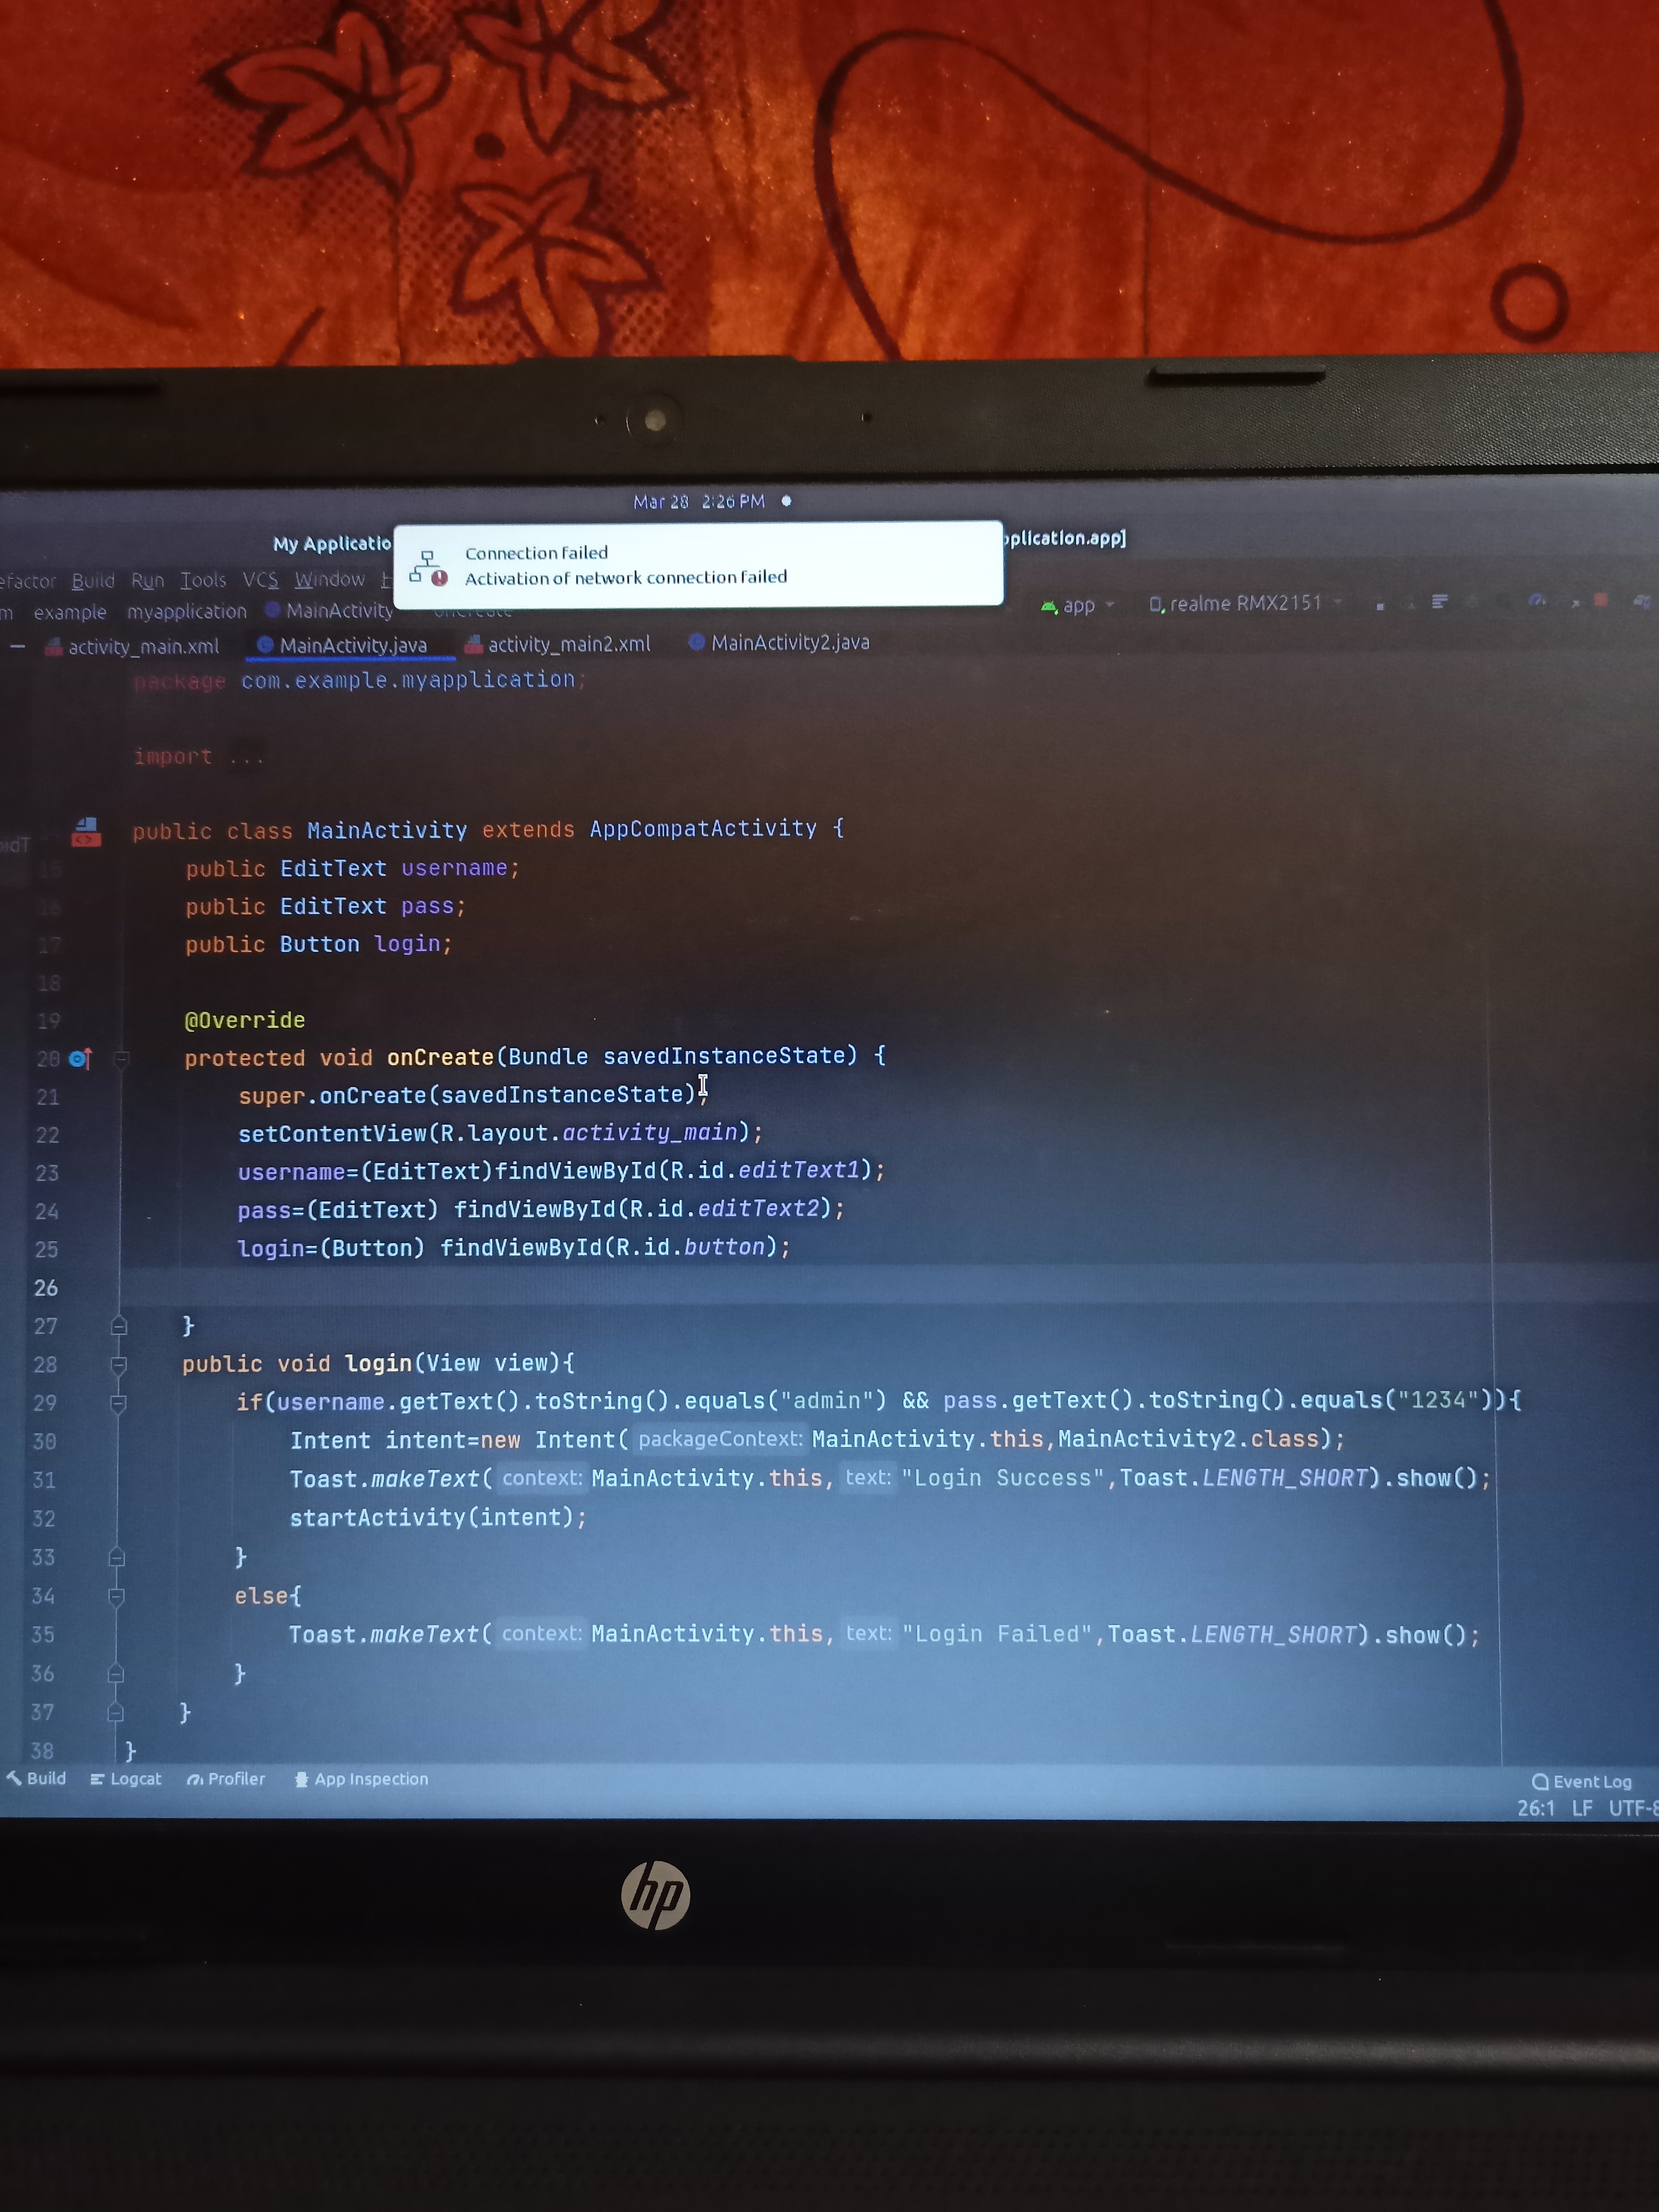 Mar 28 2:26 PM
My Applicatio
plication.app]
Connection failed
Activation of network connection failed
efactor Build Run Tools VCS Window
m example myapplication MainActivity
app realme RMX2151
activity_main.xml MainActivity.java activity_main2.xml MainActivity2.java
package com.example.myapplication;
import ...
public class MainActivity extends AppCompatActivity {
15 public EditText username;
16 public EditText pass;
17 public Button login;
18
19 @Override
20 protected void onCreate(Bundle savedInstanceState) {
21 super.onCreate(savedInstanceState);
22 setContentView(R.layout.activity_main);
23 username=(EditText)findViewById(R.id.editText1);
24 pass=(EditText) findViewById(R.id.editText2);
25 login=(Button) findViewById(R.id.button);
26
27 }
28 public void login(View view){
29 if(username.getText().toString().equals("admin") && pass.getText().toString().equals("1234")){
30 Intent intent=new Intent( packageContext: MainActivity.this,MainActivity2.class);
31 Toast.makeText( context: MainActivity.this, text: "Login Success",Toast.LENGTH_SHORT).show();
32 startActivity(intent);
33 }
34 else{
35 Toast.makeText( context: MainActivity.this, text: "Login Failed",Toast.LENGTH_SHORT).show();
36 }
37 }
38 }
Build Logcat Profiler App Inspection
Event Log
26:1 LF UTF-8
hp